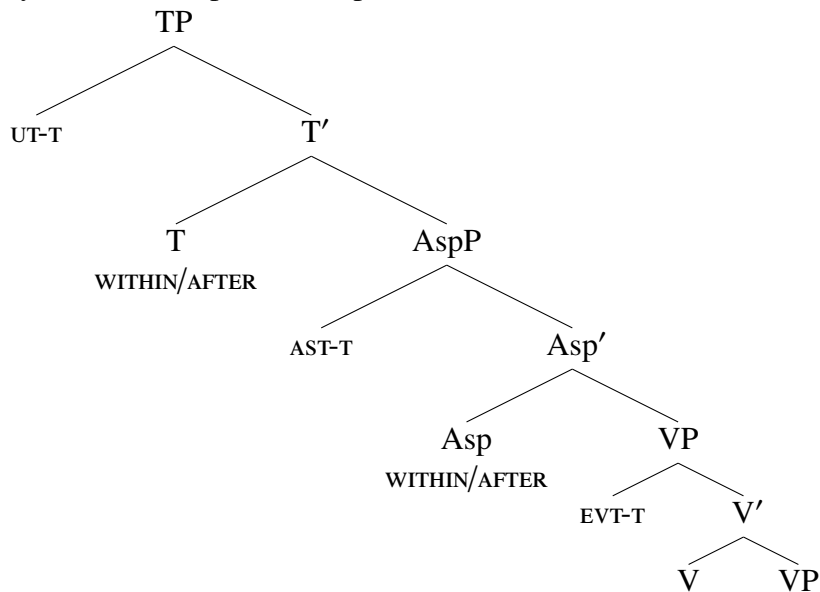 TP
UT-T T′
T AspP
WITHIN/AFTER
AST-T Asp′
Asp VP
WITHIN/AFTER
EVT-T V′
V VP